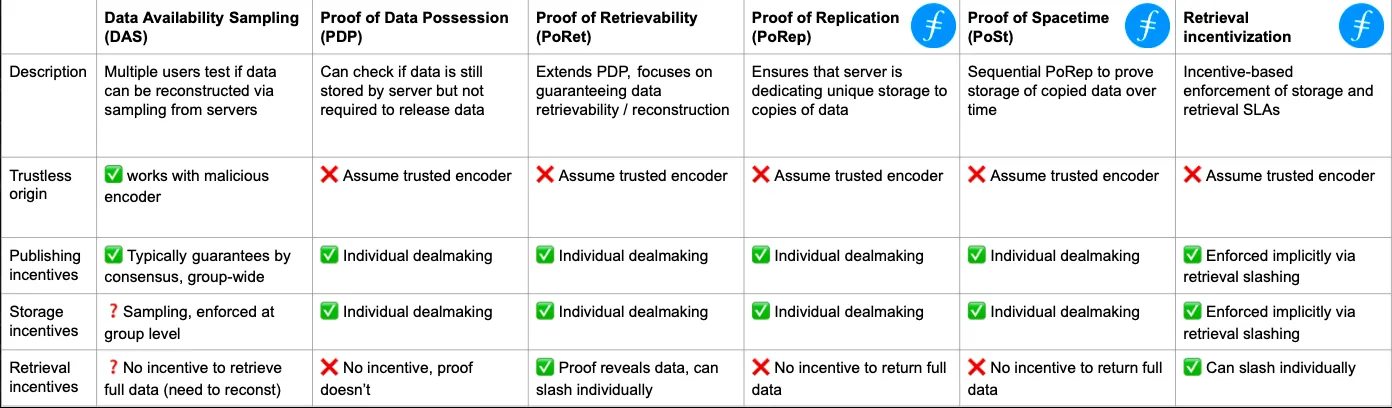 Data Availability Sampling
(DAS)
Proof of Data Possession
(PDP)
Proof of Retrievability
(PoRet)
Proof of Replication
(PoRep)
Proof of Spacetime
(PoSt)
Retrieval
incentivization
Description
Multiple users test if data
can be reconstructed via
sampling from servers
Can check if data is still
stored by server but not
required to release data
Extends PDP, focuses on
guaranteeing data
retrievability / reconstruction
Ensures that server is
dedicating unique storage to
copies of data
Sequential PoRep to prove
storage of copied data over
time
Incentive-based
enforcement of storage and
retrieval SLAs
Trustless
origin
✅ works with malicious
encoder
❌ Assume trusted encoder
❌ Assume trusted encoder
❌ Assume trusted encoder
❌ Assume trusted encoder
❌ Assume trusted encoder
Publishing
incentives
✅ Typically guarantees by
consensus, group-wide
✅ Individual dealmaking
✅ Individual dealmaking
✅ Individual dealmaking
✅ Individual dealmaking
✅ Enforced implicitly via
retrieval slashing
Storage
incentives
❓ Sampling, enforced at
group level
✅ Individual dealmaking
✅ Individual dealmaking
✅ Individual dealmaking
✅ Individual dealmaking
✅ Enforced implicitly via
retrieval slashing
Retrieval
incentives
❓ No incentive to retrieve
full data (need to reconst)
❌ No incentive, proof
doesn't
✅ Proof reveals data, can
slash individually
❌ No incentive to return full
data
❌ No incentive to return full
data
✅ Can slash individually